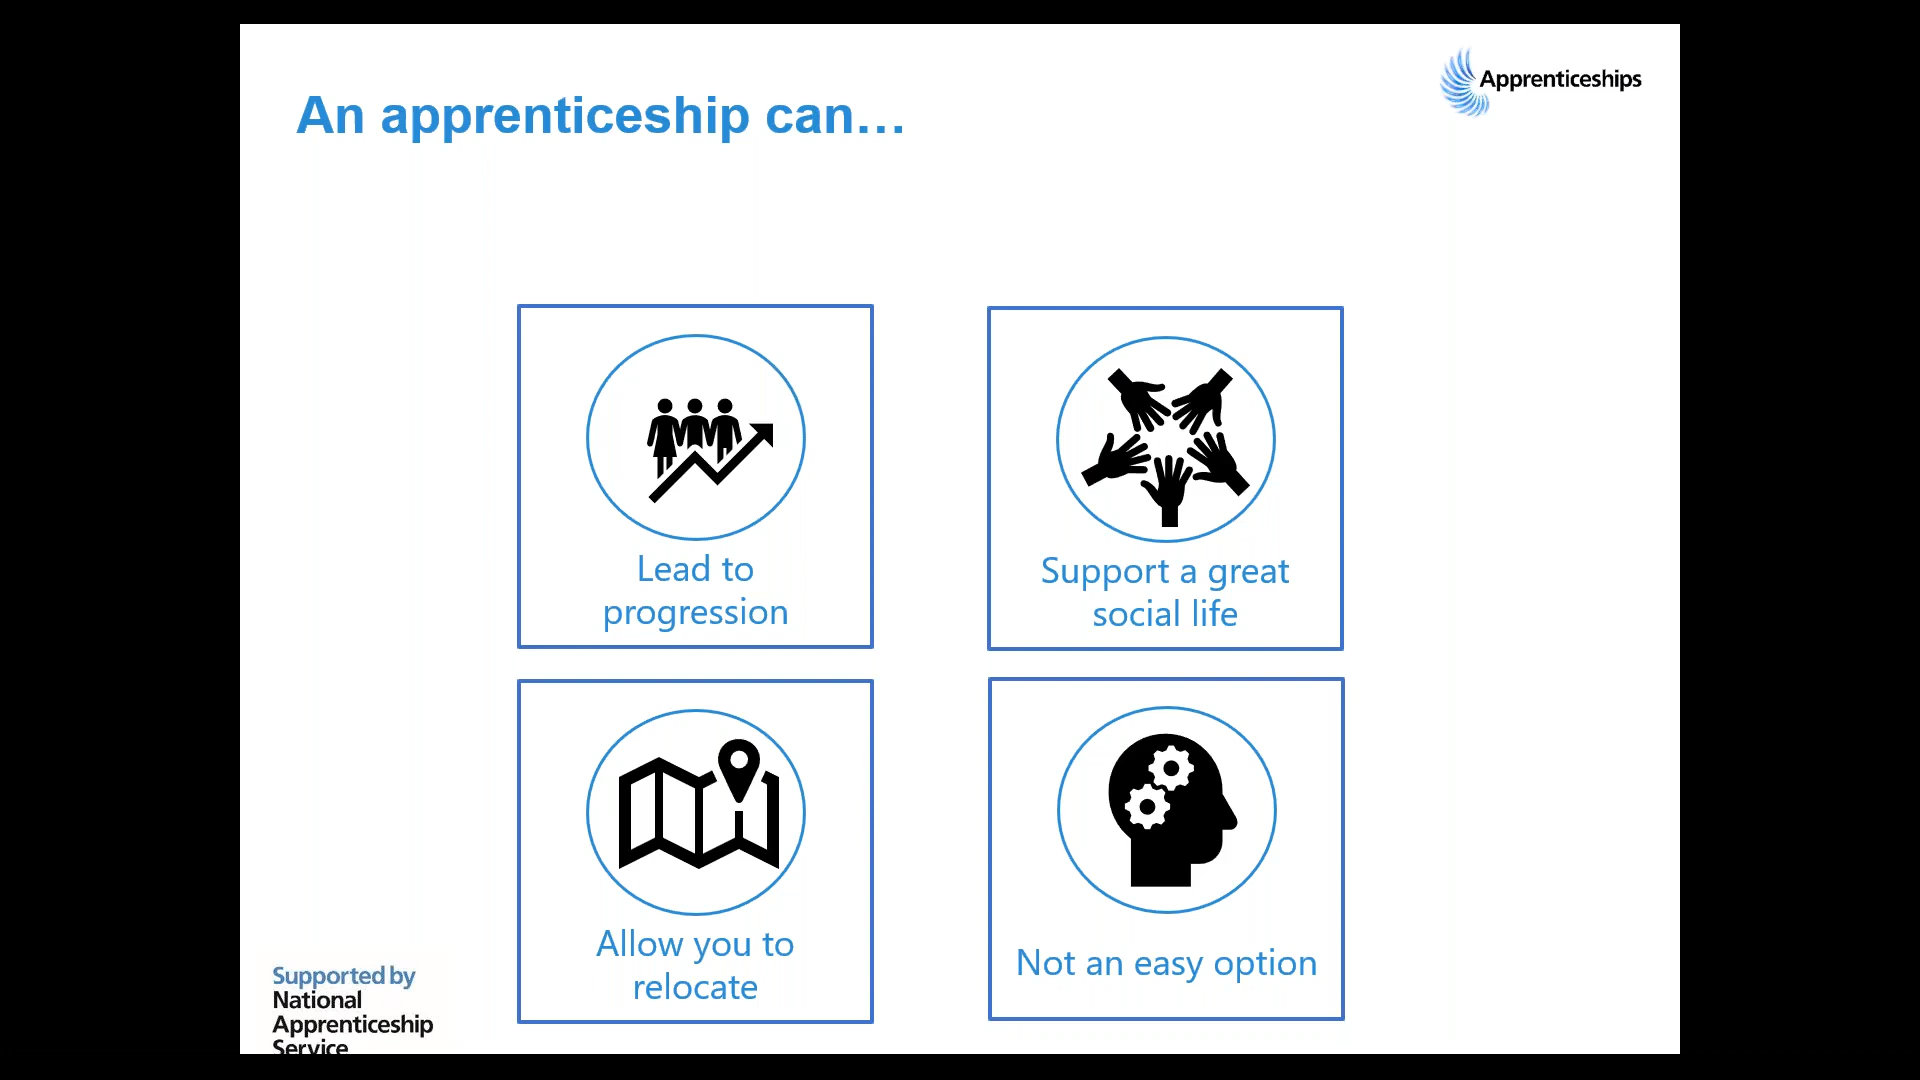 Apprenticeships
An apprenticeship can...
Lead to
progression
Support a great
social life
Allow you to
relocate
Not an easy option
Supported by
National
Apprenticeship
Service